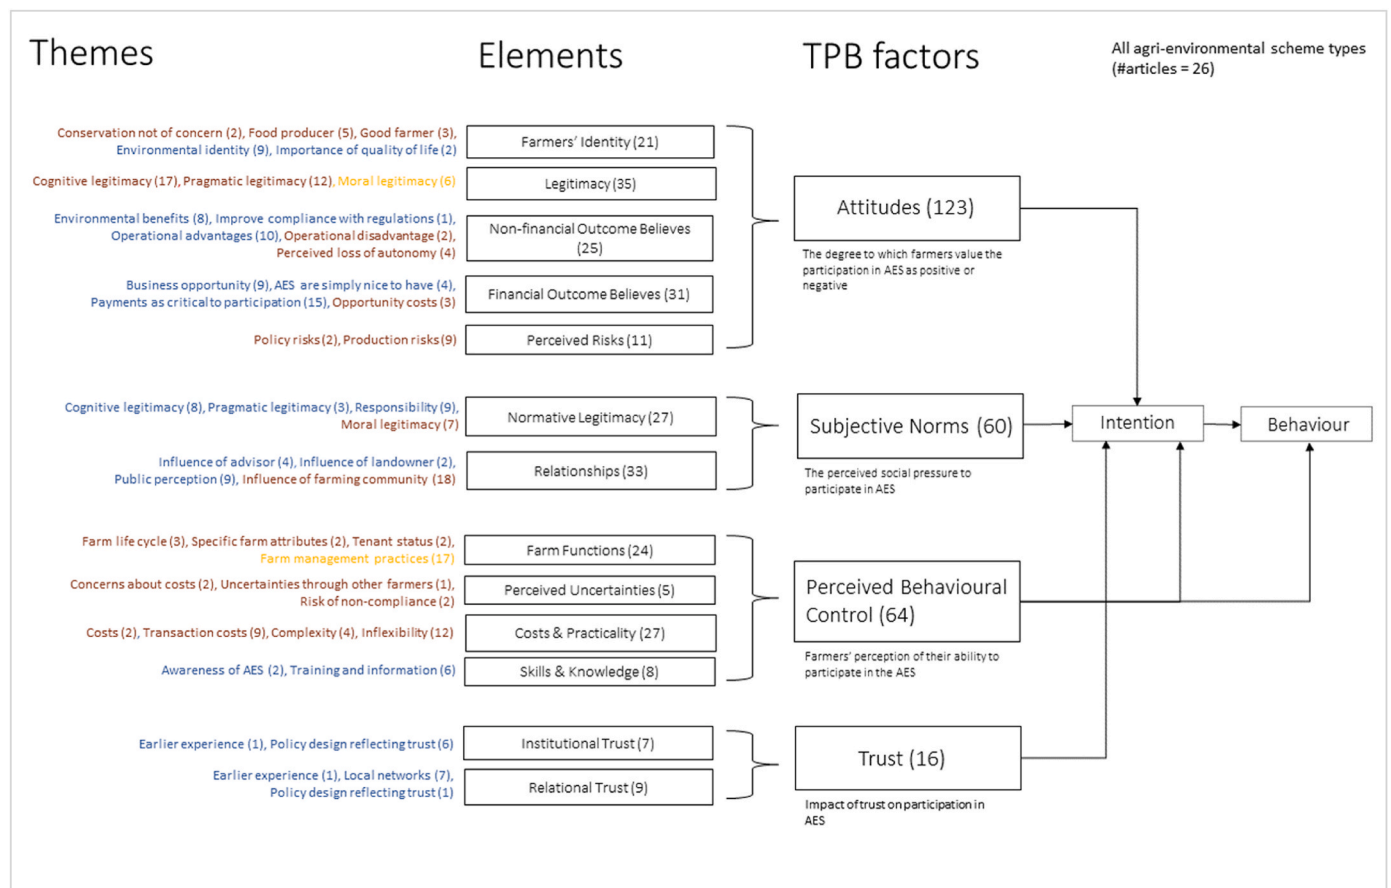 Themes
Elements
TPB factors
All agri-environmental scheme types
(#articles = 26)
Conservation not of concern (2), Food producer (5), Good farmer (3),
Environmental identity (9), Importance of quality of life (2)
Farmers' Identity (21)
Cognitive legitimacy (17), Pragmatic legitimacy (12), Moral legitimacy (6)
Legitimacy (35)
Environmental benefits (8), Improve compliance with regulations (1),
Operational advantages (10), Operational disadvantage (2),
Perceived loss of autonomy (4)
Non-financial Outcome Believes
(25)
Business opportunity (9), AES are simply nice to have (4),
Payments as critical to participation (15), Opportunity costs (3)
Financial Outcome Believes (31)
Policy risks (2), Production risks (9)
Perceived Risks (11)
Attitudes (123)
The degree to which farmers value the
participation in AES as positive or
negative
Cognitive legitimacy (8), Pragmatic legitimacy (3), Responsibility (9),
Moral legitimacy (7)
Normative Legitimacy (27)
Influence of advisor (4), Influence of landowner (2),
Public perception (9), Influence of farming community (18)
Relationships (33)
Subjective Norms (60)
The perceived social pressure to
participate in AES
Intention
Behaviour
Farm life cycle (3), Specific farm attributes (2), Tenant status (2),
Farm management practices (17)
Farm Functions (24)
Concerns about costs (2), Uncertainties through other farmers (1),
Risk of non-compliance (2)
Perceived Uncertainties (5)
Costs (2), Transaction costs (9), Complexity (4), Inflexibility (12)
Costs & Practicality (27)
Awareness of AES (2), Training and information (6)
Skills & Knowledge (8)
Perceived Behavioural
Control (64)
Farmers' perception of their ability to
participate in the AES
Earlier experience (1), Policy design reflecting trust (6)
Institutional Trust (7)
Earlier experience (1), Local networks (7),
Policy design reflecting trust (1)
Relational Trust (9)
Trust (16)
Impact of trust on participation in
AES